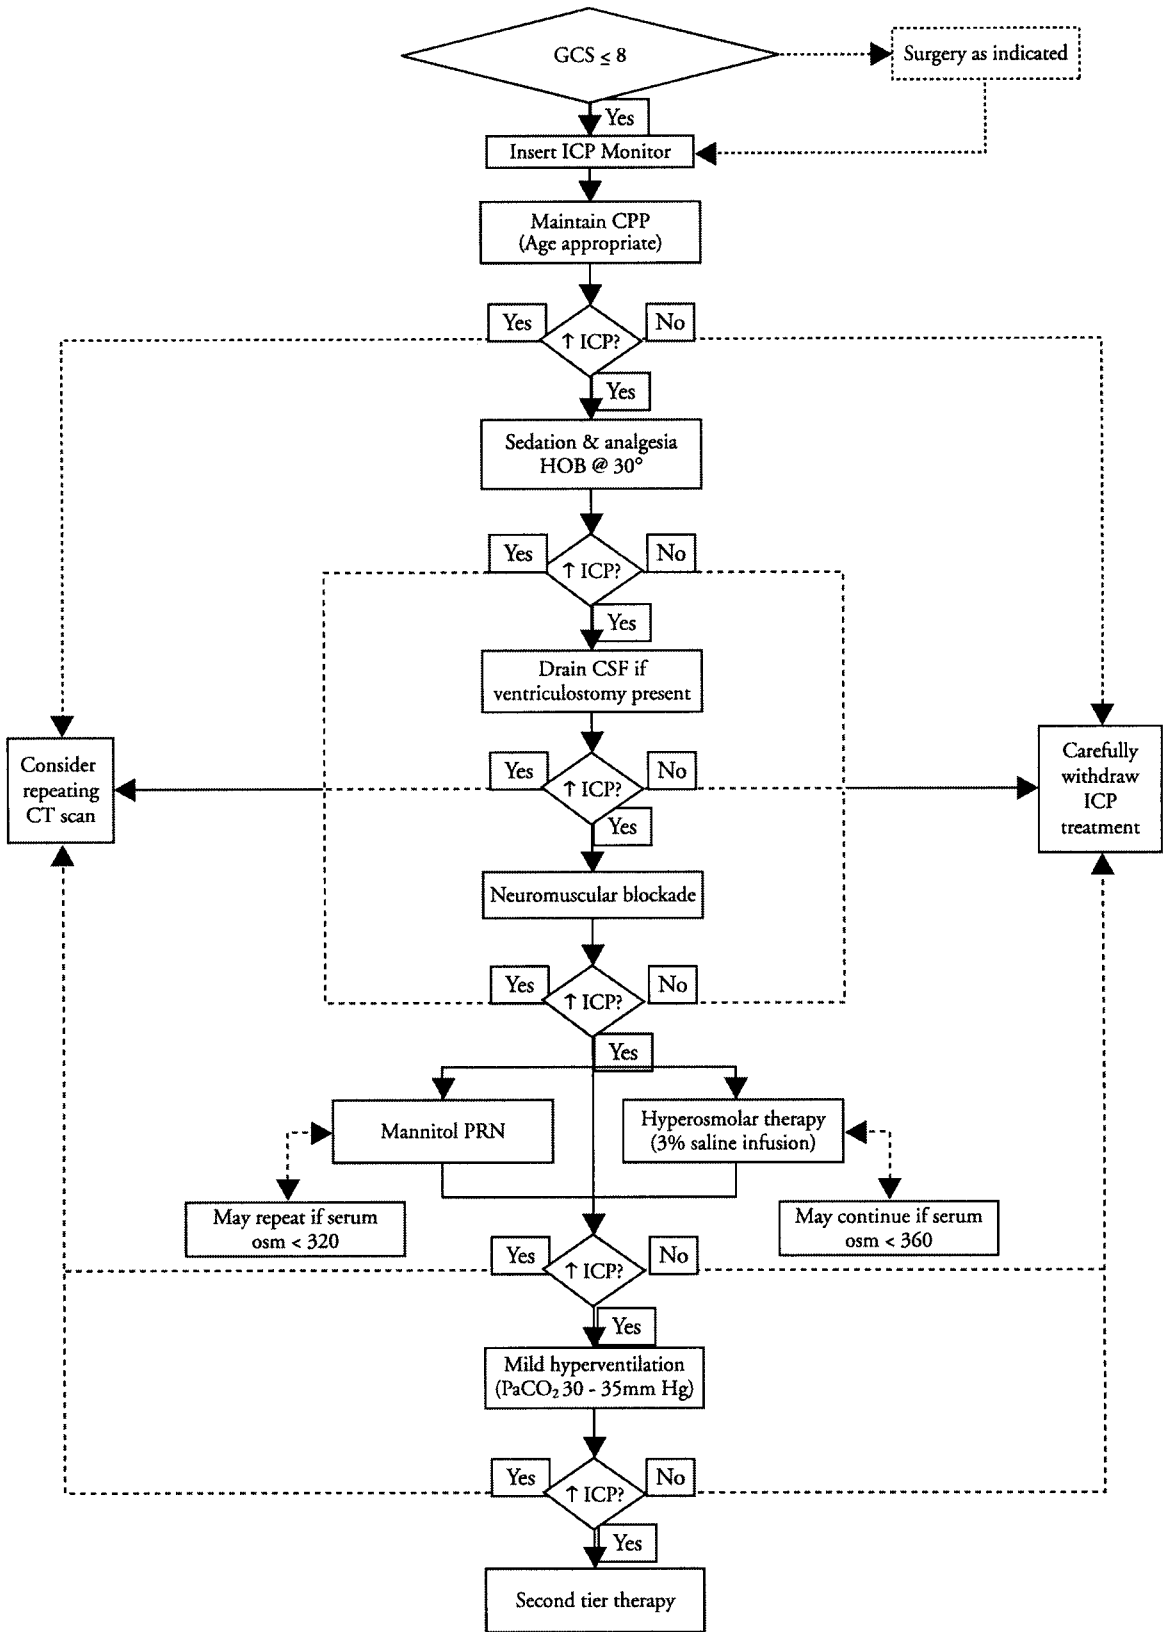 GCS ≤ 8
Surgery as indicated
Yes
Insert ICP Monitor
Maintain CPP
(Age appropriate)
Yes
↑ ICP?
No
Yes
Sedation & analgesia
HOB @ 30°
Yes
↑ ICP?
No
Yes
Drain CSF if
ventriculostomy present
Consider
repeating
CT scan
Yes
↑ ICP?
No
Carefully
withdraw
ICP
treatment
Yes
Neuromuscular blockade
Yes
↑ ICP?
No
Yes
Mannitol PRN
Hyperosmolar therapy
(3% saline infusion)
May repeat if serum
osm < 320
May continue if serum
osm < 360
Yes
↑ ICP?
No
Yes
Mild hyperventilation
(PaCO₂ 30 - 35mm Hg)
Yes
↑ ICP?
No
Yes
Second tier therapy